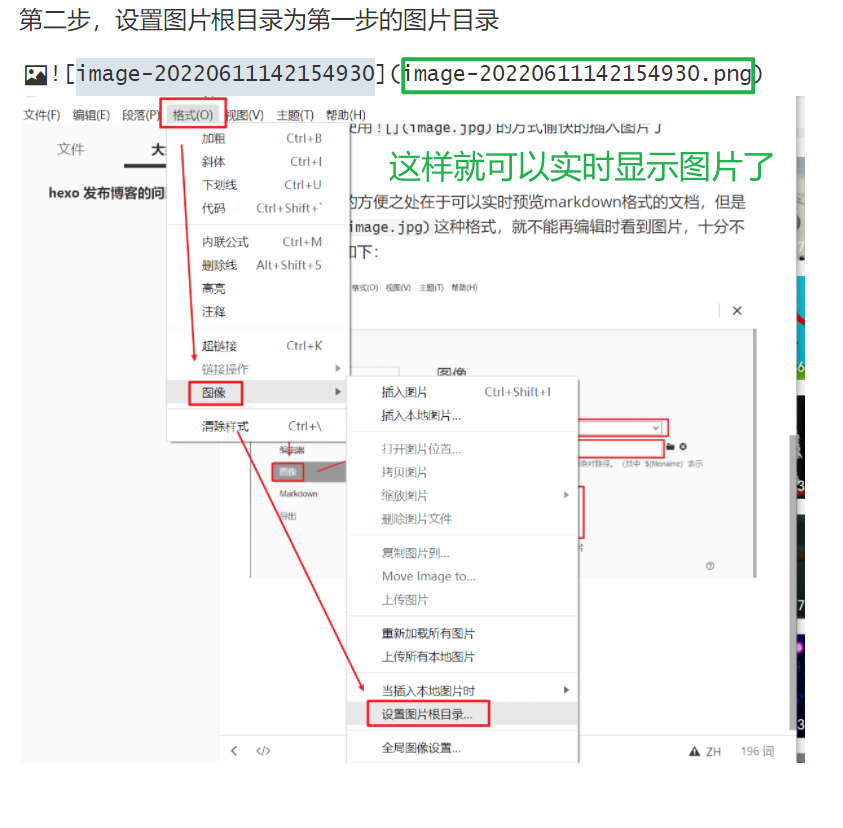 第二步，设置图片根目录为第一步的图片目录
![image-20220611142154930](image-20220611142154930.png)
文件(F) 编辑(E) 段落(P) 格式(O) 视图(V) 主题(T) 帮助(H)
使用 ![](image.jpg) 的方式愉快的插入图片了
文件 大
这样就可以实时显示图片了
hexo 发布博客的问
的方便之处在于可以实时预览markdown格式的文档，但是
image.jpg) 这种格式，就不能再编辑时看到图片，十分不
如下：
加粗 Ctrl+B
斜体 Ctrl+I
下划线 Ctrl+U
代码 Ctrl+Shift+`
内联公式 Ctrl+M
删除线 Alt+Shift+5
高亮
注释
超链接 Ctrl+K
链接操作
图像
清除样式 Ctrl+\
格式(O) 视图(V) 主题(T) 帮助(H)
图像
编辑器
图像
Markdown
导出
插入图片 Ctrl+Shift+I
插入本地图片...
打开图片位置...
拷贝图片
缩放图片
删除图片文件
复制图片到...
Move Image to...
上传图片
重新加载所有图片
上传所有本地图片
当插入本地图片时
设置图片根目录...
全局图像设置...
绝对路径。（其中 ${filename} 表示
ZH 196 词